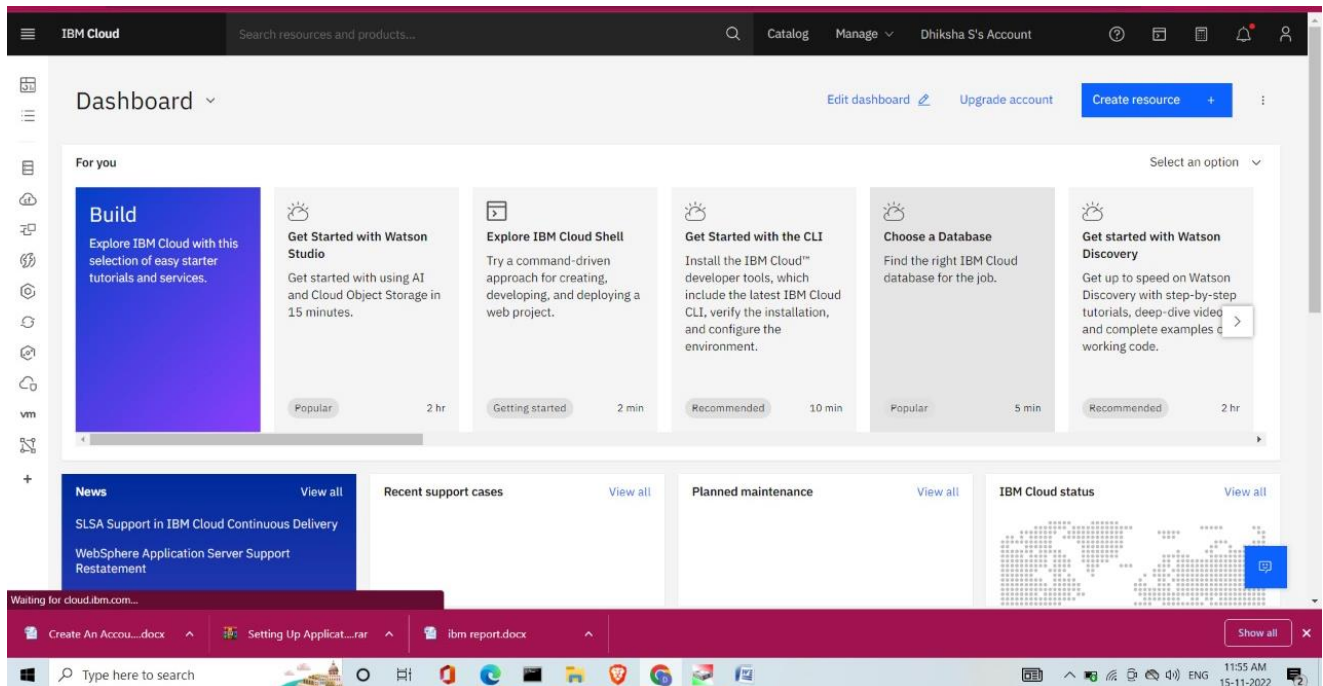 IBM Cloud
Search resources and products...
Catalog
Manage
Dhiksha S's Account
Dashboard
Edit dashboard
Upgrade account
Create resource +
For you
Select an option
Build
Explore IBM Cloud with this
selection of easy starter
tutorials and services.
Get Started with Watson
Studio
Get started with using AI
and Cloud Object Storage in
15 minutes.
Popular
2 hr
Explore IBM Cloud Shell
Try a command-driven
approach for creating,
developing, and deploying a
web project.
Getting started
2 min
Get Started with the CLI
Install the IBM Cloud™
developer tools, which
include the latest IBM Cloud
CLI, verify the installation,
and configure the
environment.
Recommended
10 min
Choose a Database
Find the right IBM Cloud
database for the job.
Popular
5 min
Get started with Watson
Discovery
Get up to speed on Watson
Discovery with step-by-step
tutorials, deep-dive video
and complete examples
working code.
Recommended
2 hr
vm
News
View all
SLSA Support in IBM Cloud Continuous Delivery
WebSphere Application Server Support
Restatement
Recent support cases
View all
Planned maintenance
View all
IBM Cloud status
View all
Waiting for cloud.ibm.com...
Create An Accou....docx
Setting Up Applicat....rar
ibm report.docx
Show all
Type here to search
ENG
11:55 AM
15-11-2022
2